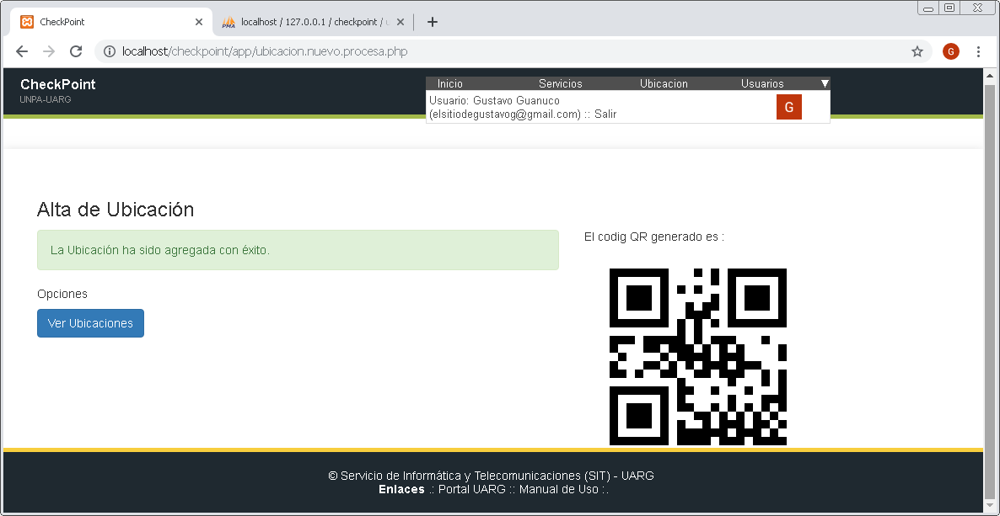 CheckPoint
localhost / 127.0.0.1 / checkpoint /
localhost/checkpoint/app/ubicacion.nuevo.procesa.php
G
CheckPoint
UNPA-UARG
Inicio Servicios Ubicacion Usuarios ▼
Usuario: Gustavo Guanuco
(elsitiodegustavog@gmail.com) :: Salir
G
Alta de Ubicación
La Ubicación ha sido agregada con éxito.
El codig QR generado es :
Opciones
Ver Ubicaciones
© Servicio de Informática y Telecomunicaciones (SIT) - UARG
Enlaces .: Portal UARG :: Manual de Uso :.